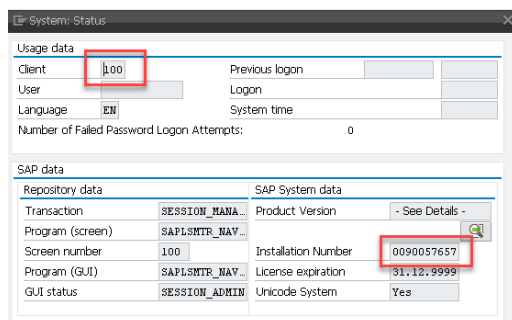 System: Status
Usage data
Client 100 Previous logon
User Logon
Language EN System time
Number of Failed Password Logon Attempts: 0
SAP data
Repository data SAP System data
Transaction SESSION_MANA… Product Version - See Details -
Program (screen) SAPLSMTR_NAV…
Screen number 100 Installation Number 0090057657
Program (GUI) SAPLSMTR_NAV… License expiration 31.12.9999
GUI status SESSION_ADMIN Unicode System Yes